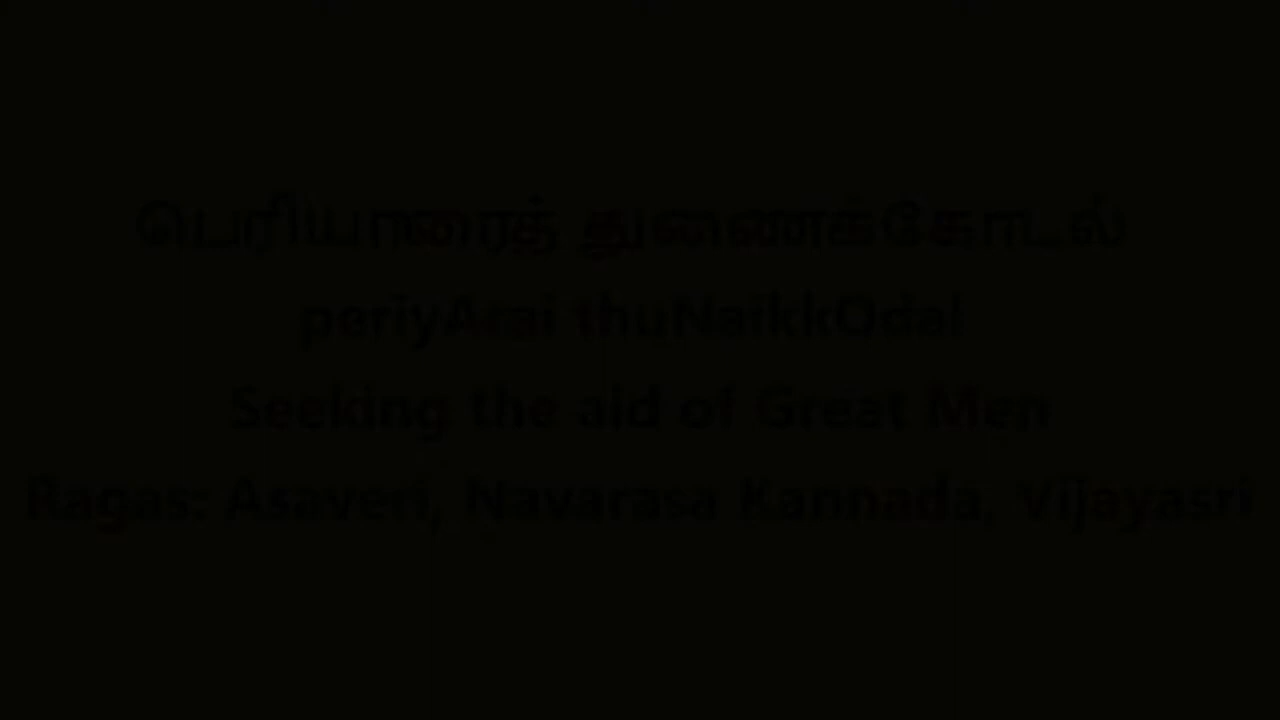 பெரியாரைத் துணைக்கோடல்
periyArai thuNaikkOdal
Seeking the aid of Great Men
Ragas: Asaveri, Navarasa Kannada, Vijayasri